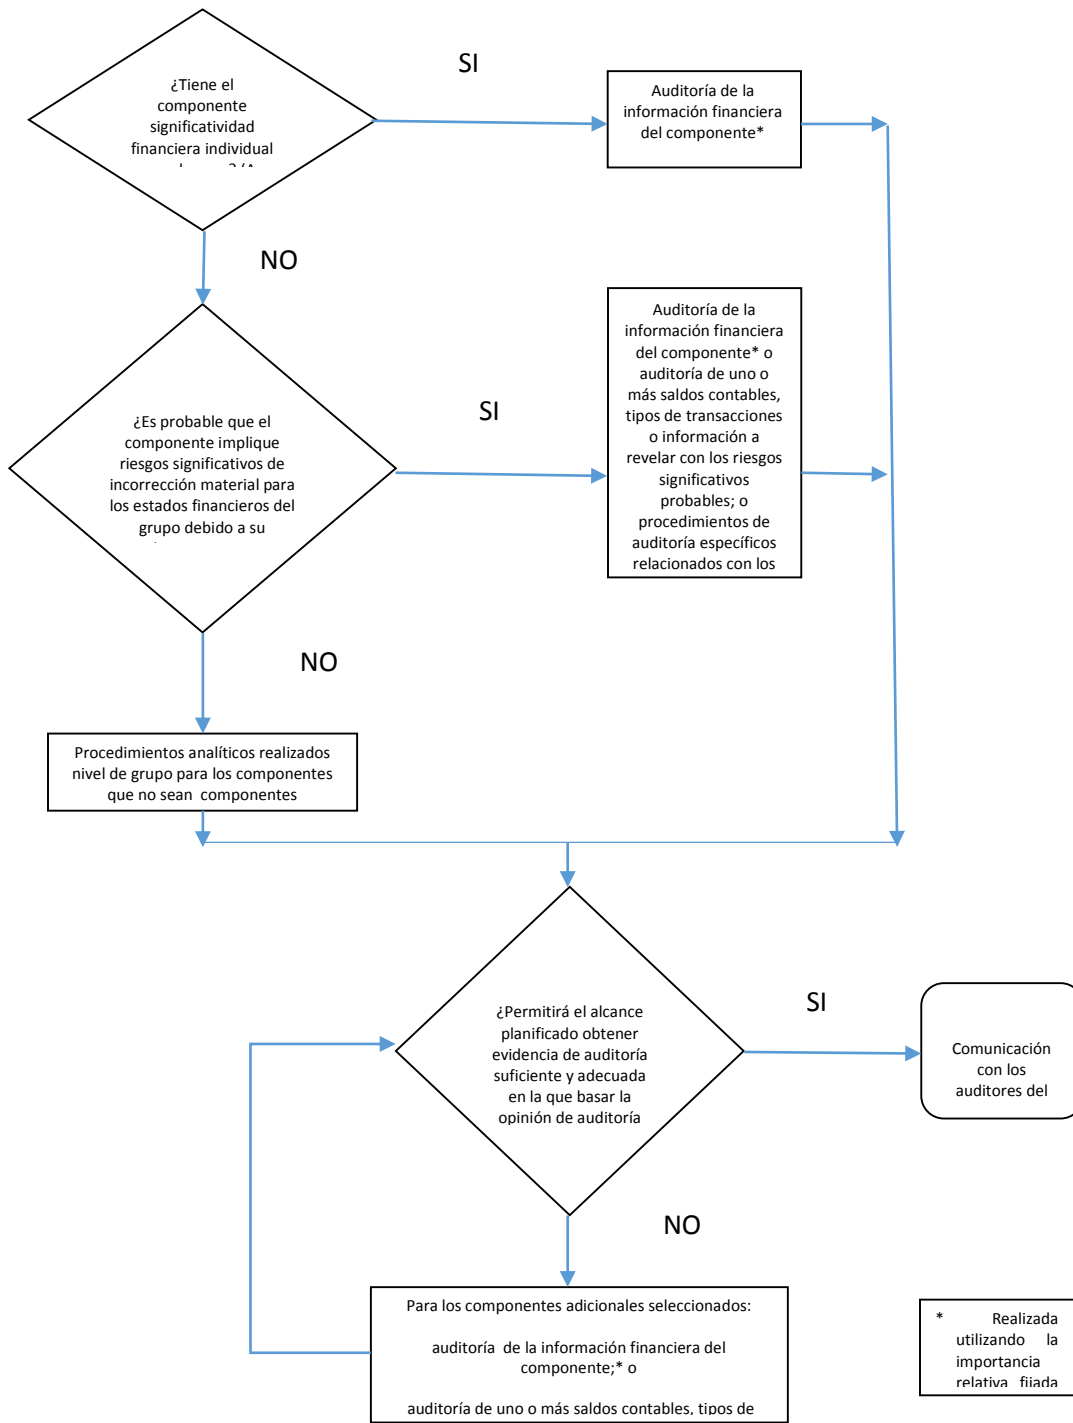 SI
¿Tiene el
componente
significatividad
financiera individual
Auditoría de la
información financiera
del componente*
NO
¿Es probable que el
componente implique
riesgos significativos de
incorrección material para
los estados financieros del
grupo debido a su
SI
Auditoría de la
información financiera
del componente* o
auditoría de uno o
más saldos contables,
tipos de transacciones
o información a
revelar con los riesgos
significativos
probables; o
procedimientos de
auditoría específicos
relacionados con los
NO
Procedimientos analíticos realizados
nivel de grupo para los componentes
que no sean componentes
¿Permitirá el alcance
planificado obtener
evidencia de auditoría
suficiente y adecuada
en la que basar la
opinión de auditoría
SI
Comunicación
con los
auditores del
NO
Para los componentes adicionales seleccionados:
auditoría de la información financiera del
componente;* o
auditoría de uno o más saldos contables, tipos de
* Realizada
utilizando la
importancia
relativa fijada